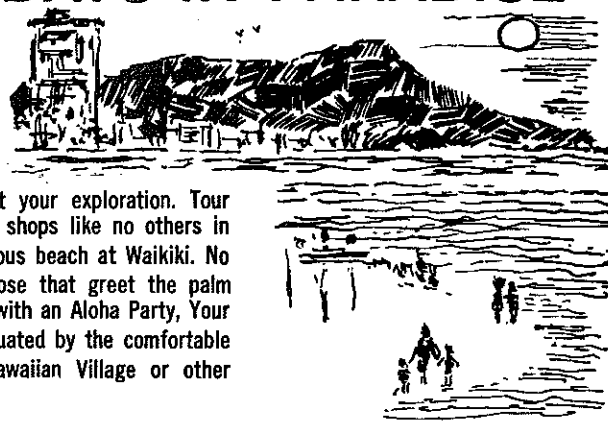 t your exploration. Tour
shops like no others in
ous beach at Waikiki. No
ose that greet the palm
with an Aloha Party, Your
uated by the comfortable
awaiian Village or other